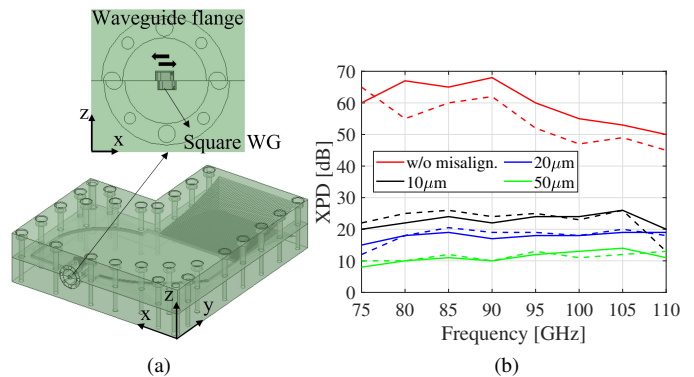 Waveguide flange
z
x
Square WG
z
x
y
(a)
70
60
50
40
30
20
10
0
XPD [dB]
w/o misalign.
20μm
10μm
50μm
75
80
85
90
95
100
105
110
Frequency [GHz]
(b)